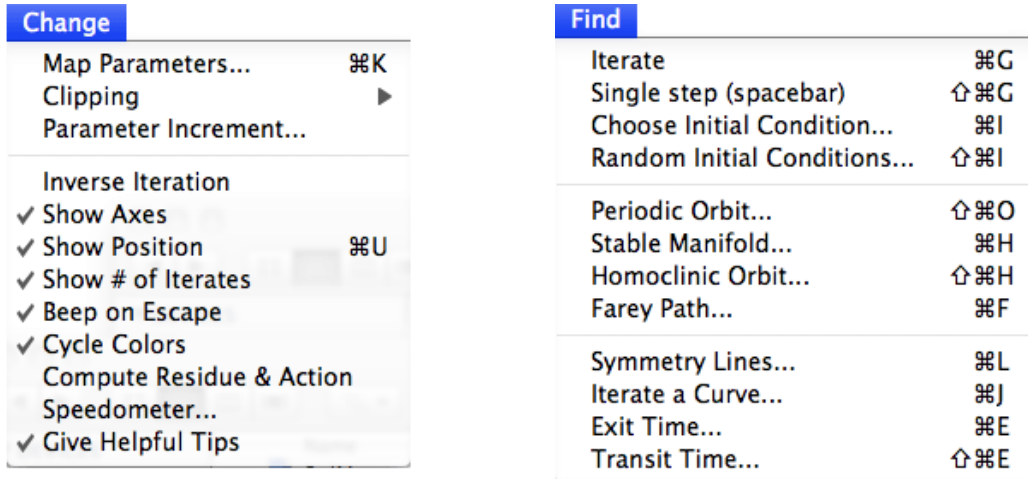 Change
Map Parameters... ⌘K
Clipping ▶
Parameter Increment...
Inverse Iteration
✓ Show Axes
✓ Show Position ⌘U
✓ Show # of Iterates
✓ Beep on Escape
✓ Cycle Colors
Compute Residue & Action
Speedometer...
✓ Give Helpful Tips
Find
Iterate ⌘G
Single step (spacebar) ⇧⌘G
Choose Initial Condition... ⌘I
Random Initial Conditions... ⇧⌘I
Periodic Orbit... ⇧⌘O
Stable Manifold... ⌘H
Homoclinic Orbit... ⇧⌘H
Farey Path... ⌘F
Symmetry Lines... ⌘L
Iterate a Curve... ⌘J
Exit Time... ⌘E
Transit Time... ⇧⌘E